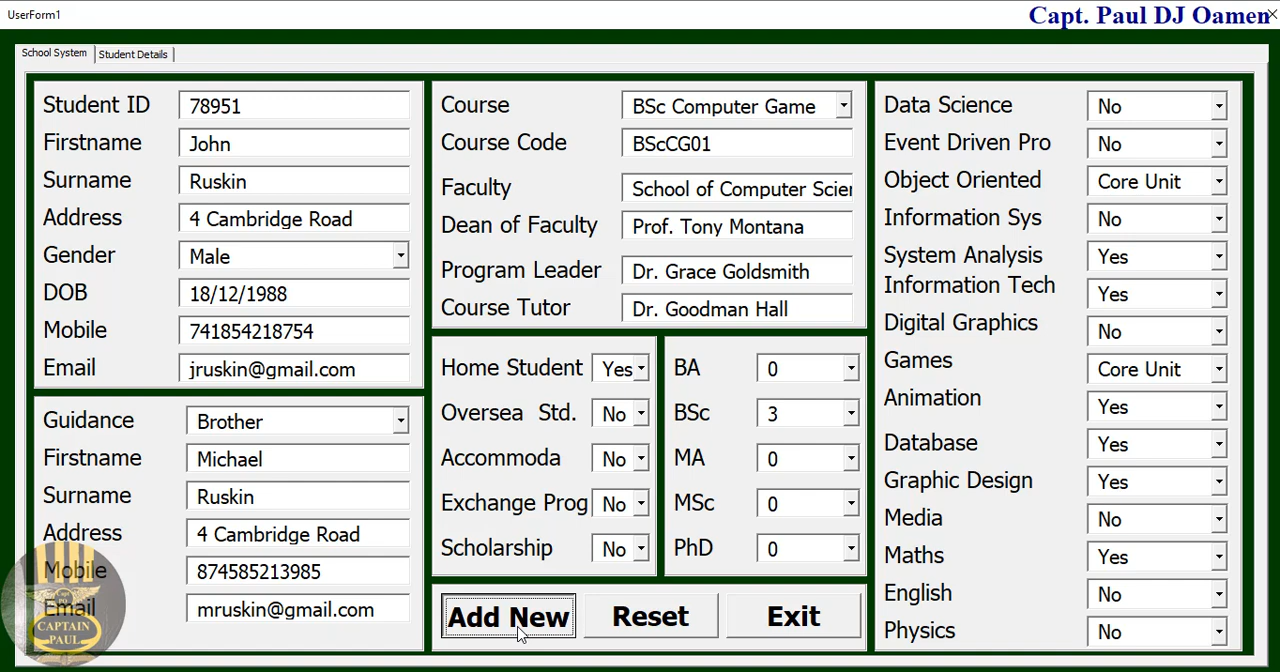 UserForm1
Capt. Paul DJ Oamen
School System
Student Details
Student ID 78951
Firstname John
Surname Ruskin
Address 4 Cambridge Road
Gender Male
DOB 18/12/1988
Mobile 741854218754
Email jruskin@gmail.com
Guidance Brother
Firstname Michael
Surname Ruskin
Address 4 Cambridge Road
Mobile 874585213985
Email mruskin@gmail.com
CAPTAIN
PAUL
Course BSc Computer Game
Course Code BScCG01
Faculty School of Computer Scier
Dean of Faculty Prof. Tony Montana
Program Leader Dr. Grace Goldsmith
Course Tutor Dr. Goodman Hall
Home Student Yes
Oversea Std. No
Accommoda No
Exchange Prog No
Scholarship No
BA 0
BSc 3
MA 0
MSc 0
PhD 0
Add New
Reset
Exit
Data Science No
Event Driven Pro No
Object Oriented Core Unit
Information Sys No
System Analysis Yes
Information Tech Yes
Digital Graphics No
Games Core Unit
Animation Yes
Database Yes
Graphic Design Yes
Media No
Maths Yes
English No
Physics No